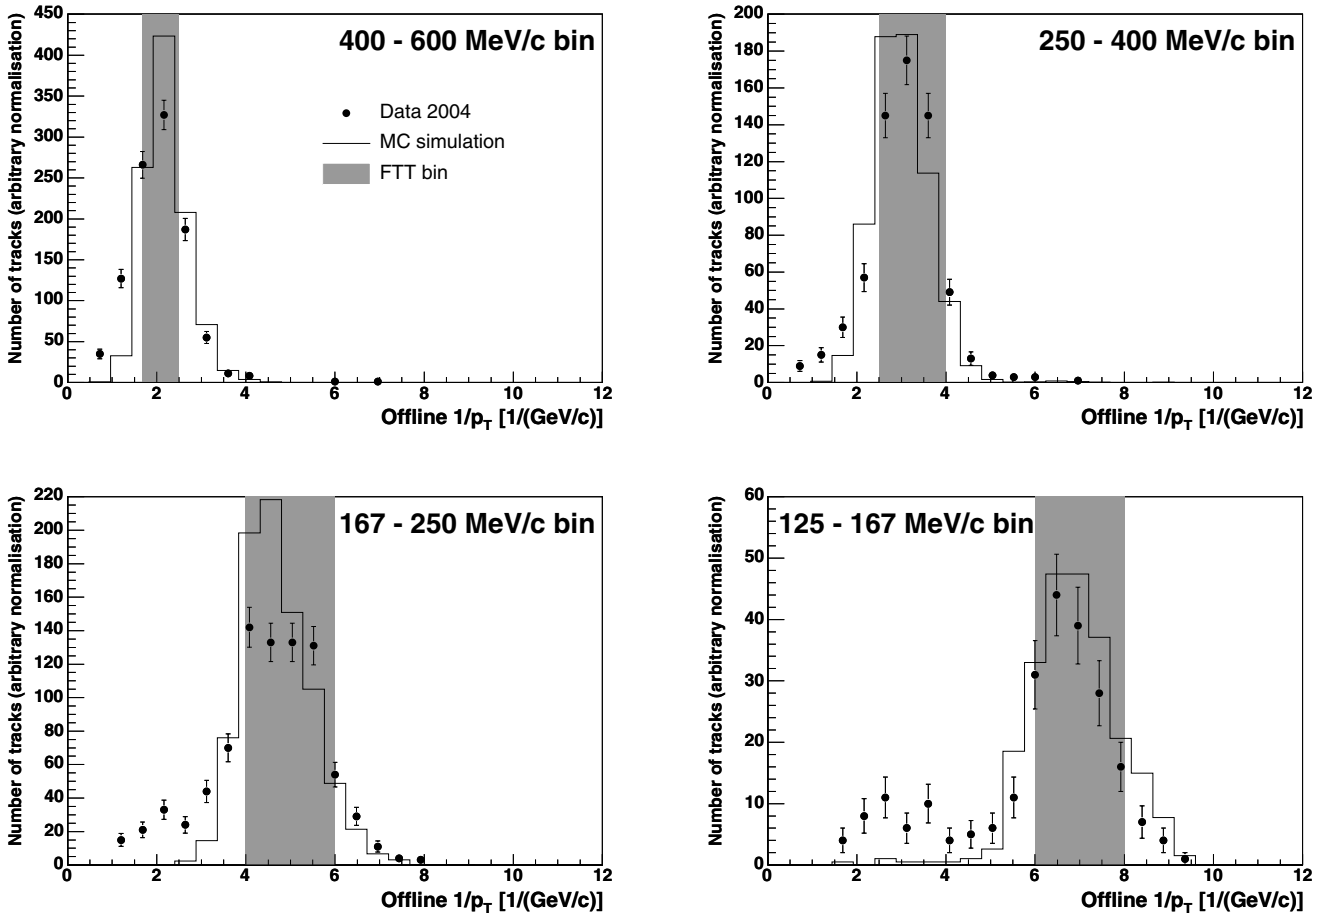 400 - 600 MeV/c bin
Number of tracks (arbitrary normalisation)
500
450
400
350
300
250
200
150
100
50
0
Data 2004
MC simulation
FTT bin
0 2 4 6 8 10 12
Offline 1/pT [1/(GeV/c)]
250 - 400 MeV/c bin
Number of tracks (arbitrary normalisation)
200
180
160
140
120
100
80
60
40
20
0
0 2 4 6 8 10 12
Offline 1/pT [1/(GeV/c)]
167 - 250 MeV/c bin
Number of tracks (arbitrary normalisation)
220
200
180
160
140
120
100
80
60
40
20
0
0 2 4 6 8 10 12
Offline 1/pT [1/(GeV/c)]
125 - 167 MeV/c bin
Number of tracks (arbitrary normalisation)
60
50
40
30
20
10
0
0 2 4 6 8 10 12
Offline 1/pT [1/(GeV/c)]